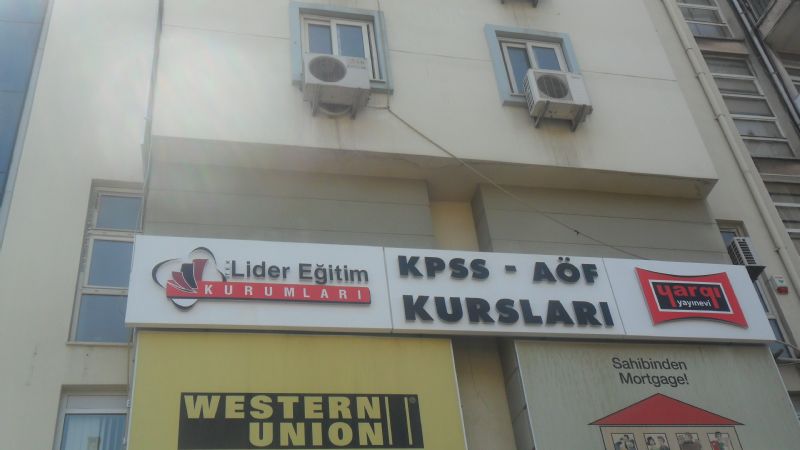 Lider Eğitim
KURUMLARI
KPSS - AÖF
KURSLARI
yargı
yayınevi
WESTERN
UNION
Sahibinden
Mortgage!